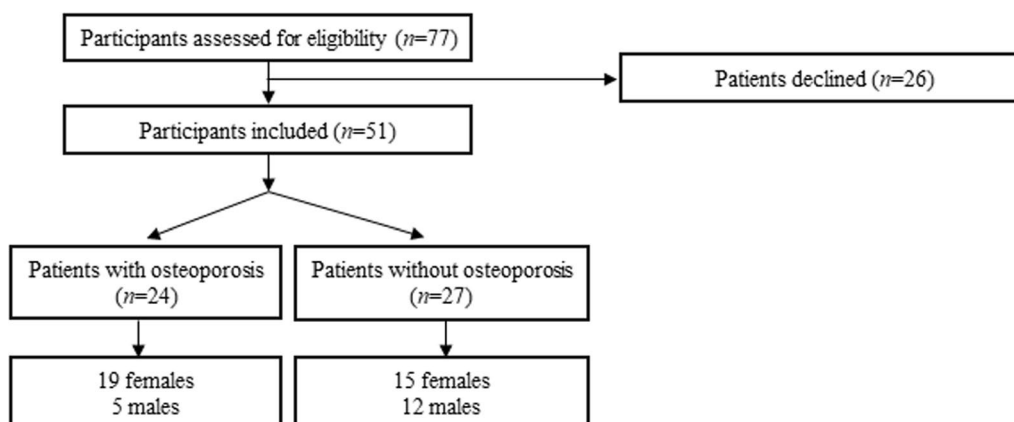 Participants assessed for eligibility (n=77)
Patients declined (n=26)
Participants included (n=51)
Patients with osteoporosis
(n=24)
Patients without osteoporosis
(n=27)
19 females
5 males
15 females
12 males